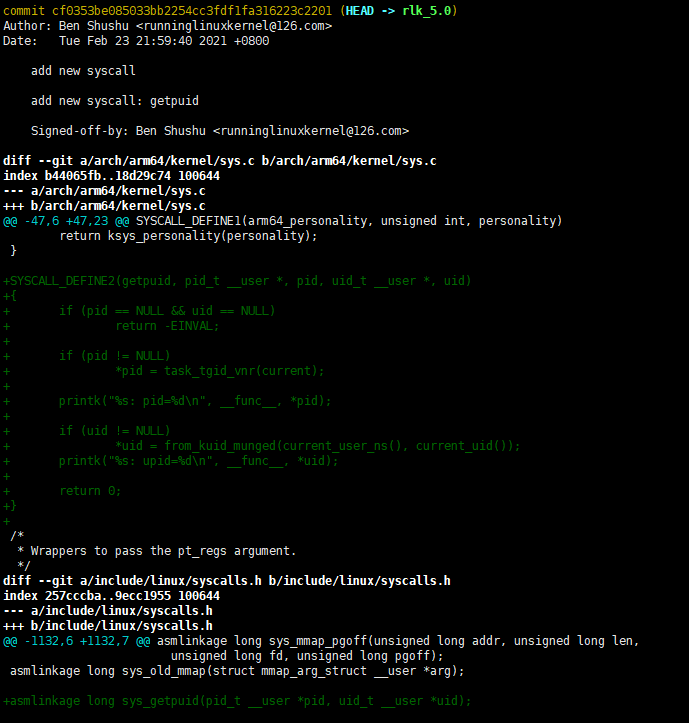 commit cf0353be085033bb2254cc3fdf1fa316223c2201 (HEAD -> rlk_5.0)
Author: Ben Shushu <runninglinuxkernel@126.com>
Date:   Tue Feb 23 21:59:40 2021 +0800

    add new syscall

    add new syscall: getpuid

    Signed-off-by: Ben Shushu <runninglinuxkernel@126.com>

diff --git a/arch/arm64/kernel/sys.c b/arch/arm64/kernel/sys.c
index b44065fb..18d29c74 100644
--- a/arch/arm64/kernel/sys.c
+++ b/arch/arm64/kernel/sys.c
@@ -47,6 +47,23 @@ SYSCALL_DEFINE1(arm64_personality, unsigned int, personality)
        return ksys_personality(personality);
 }

+SYSCALL_DEFINE2(getpuid, pid_t __user *, pid, uid_t __user *, uid)
+{
+       if (pid == NULL && uid == NULL)
+               return -EINVAL;
+
+       if (pid != NULL)
+               *pid = task_tgid_vnr(current);
+
+       printk("%s: pid=%d\n", __func__, *pid);
+
+       if (uid != NULL)
+               *uid = from_kuid_munged(current_user_ns(), current_uid());
+       printk("%s: upid=%d\n", __func__, *uid);
+
+       return 0;
+}
+
 /*
  * Wrappers to pass the pt_regs argument.
  */
diff --git a/include/linux/syscalls.h b/include/linux/syscalls.h
index 257cccba..9ecc1955 100644
--- a/include/linux/syscalls.h
+++ b/include/linux/syscalls.h
@@ -1132,6 +1132,7 @@ asmlinkage long sys_mmap_pgoff(unsigned long addr, unsigned long len,
                       unsigned long fd, unsigned long pgoff);
 asmlinkage long sys_old_mmap(struct mmap_arg_struct __user *arg);

+asmlinkage long sys_getpuid(pid_t __user *pid, uid_t __user *uid);